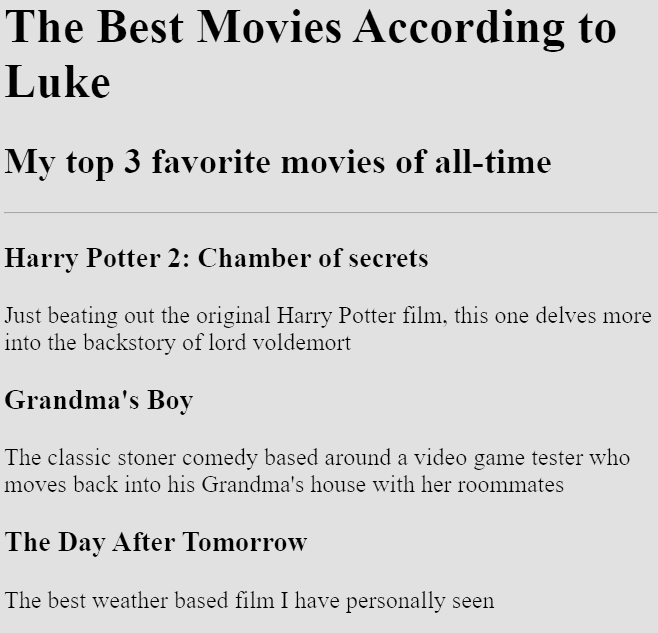 The Best Movies According to
Luke
My top 3 favorite movies of all-time
Harry Potter 2: Chamber of secrets
Just beating out the original Harry Potter film, this one delves more
into the backstory of lord voldemort
Grandma's Boy
The classic stoner comedy based around a video game tester who
moves back into his Grandma's house with her roommates
The Day After Tomorrow
The best weather based film I have personally seen